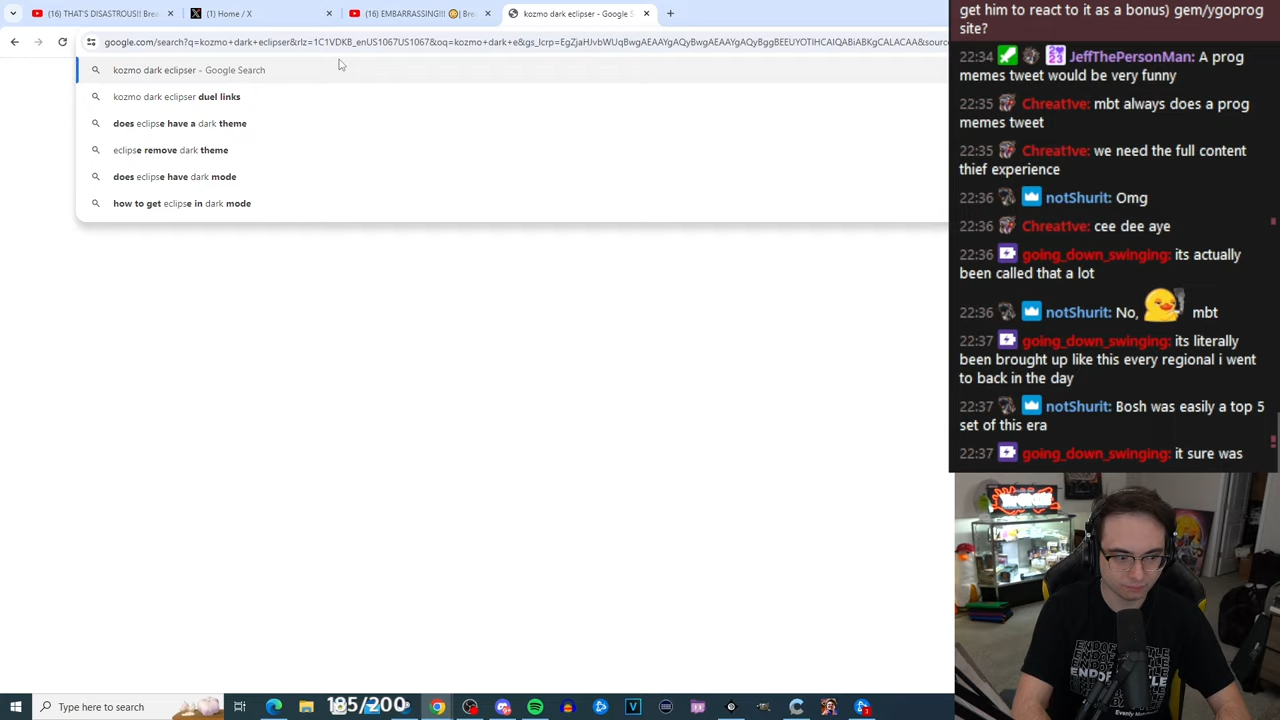 (16) THAT'S DISASTROUS!! Brea
(1) Home / X
(16) EMBARRASSING!!! | Brea
kozmo dark eclipser - Google S
google.com/search?q=kozmo+dark+eclipser&rlz=1C1VDKB_enUS1067US1067&oq=kozmo+dark+e&gs_lcrp=EgZjaHJvbWUqBwgAEAAYgAQyBwgAEAAYgAQyBggBEEUYOTIHCAIQABiABKgCALACAA&source
kozmo dark eclipser - Google Search
kozmo dark eclipser duel links
does eclipse have a dark theme
eclipse remove dark theme
does eclipse have dark mode
how to get eclipse in dark mode
get him to react to it as a bonus) gem/ygoprog
site?
22:34 JeffThePersonMan: A prog
memes tweet would be very funny
22:35 Chreat1ve: mbt always does a prog
memes tweet
22:35 Chreat1ve: we need the full content
thief experience
22:36 notShurit: Omg
22:36 Chreat1ve: cee dee aye
22:36 going_down_swinging: its actually
been called that a lot
22:36 notShurit: No, mbt
22:37 going_down_swinging: its literally
been brought up like this every regional i went
to back in the day
22:37 notShurit: Bosh was easily a top 5
set of this era
22:37 going_down_swinging: it sure was
Type here to search
185/200